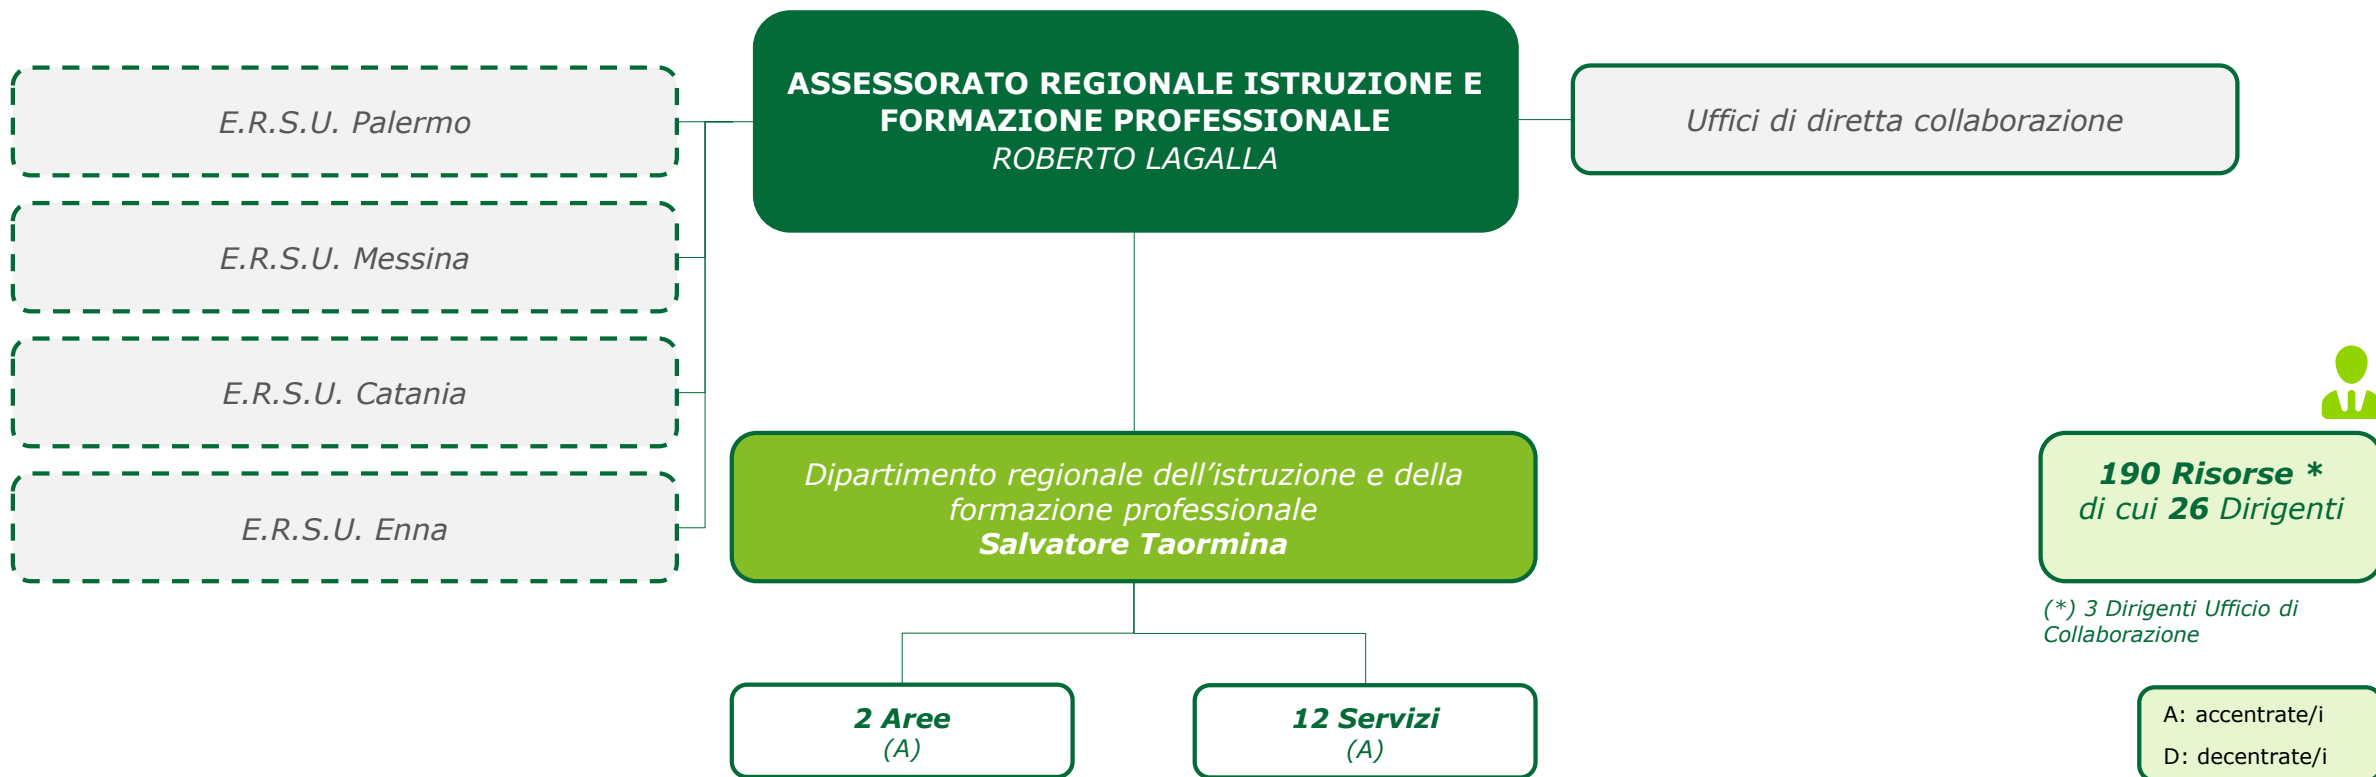 ASSESSORATO REGIONALE ISTRUZIONE E
FORMAZIONE PROFESSIONALE
ROBERTO LAGALLA
Uffici di diretta collaborazione
E.R.S.U. Palermo
E.R.S.U. Messina
E.R.S.U. Catania
E.R.S.U. Enna
Dipartimento regionale dell’istruzione e della
formazione professionale
Salvatore Taormina
190 Risorse *
di cui 26 Dirigenti
(*) 3 Dirigenti Ufficio di
Collaborazione
2 Aree
(A)
12 Servizi
(A)
A: accentrate/i
D: decentrate/i